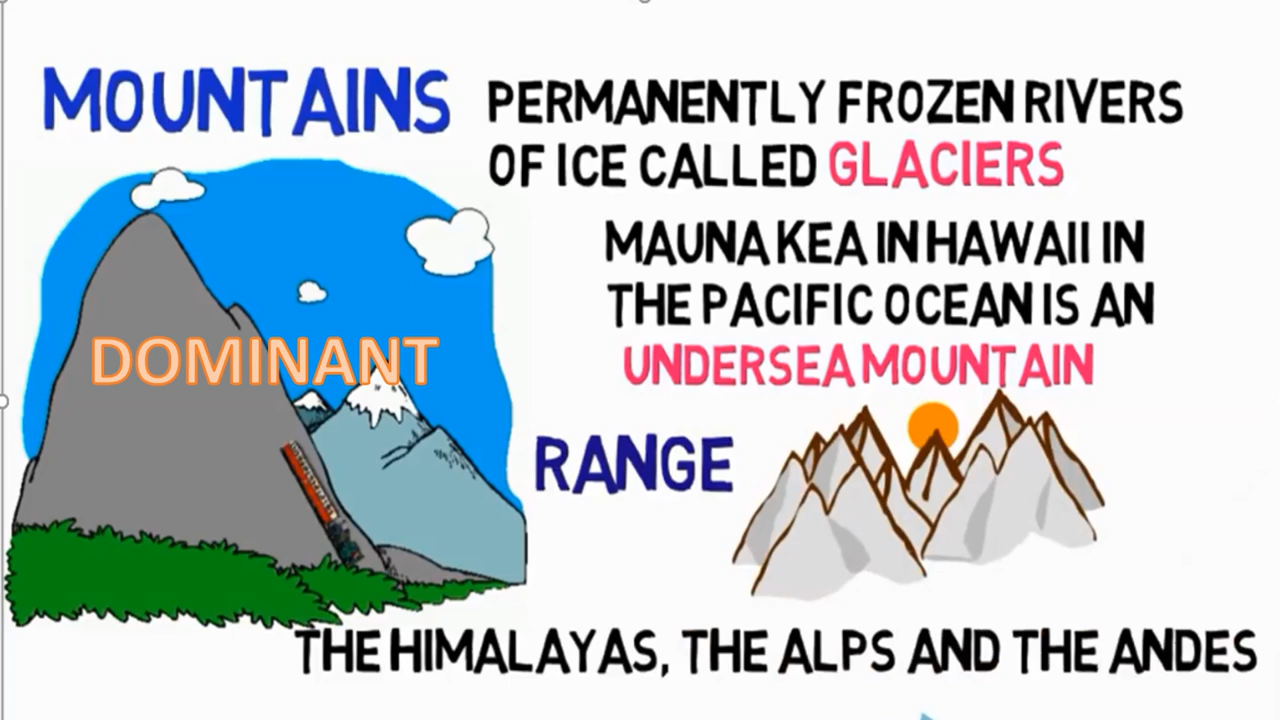 MOUNTAINS
PERMANENTLY FROZEN RIVERS
OF ICE CALLED GLACIERS
MAUNA KEA IN HAWAII IN
THE PACIFIC OCEAN IS AN
UNDERSEA MOUNTAIN
DOMINANT
RANGE
THE HIMALAYAS, THE ALPS AND THE ANDES